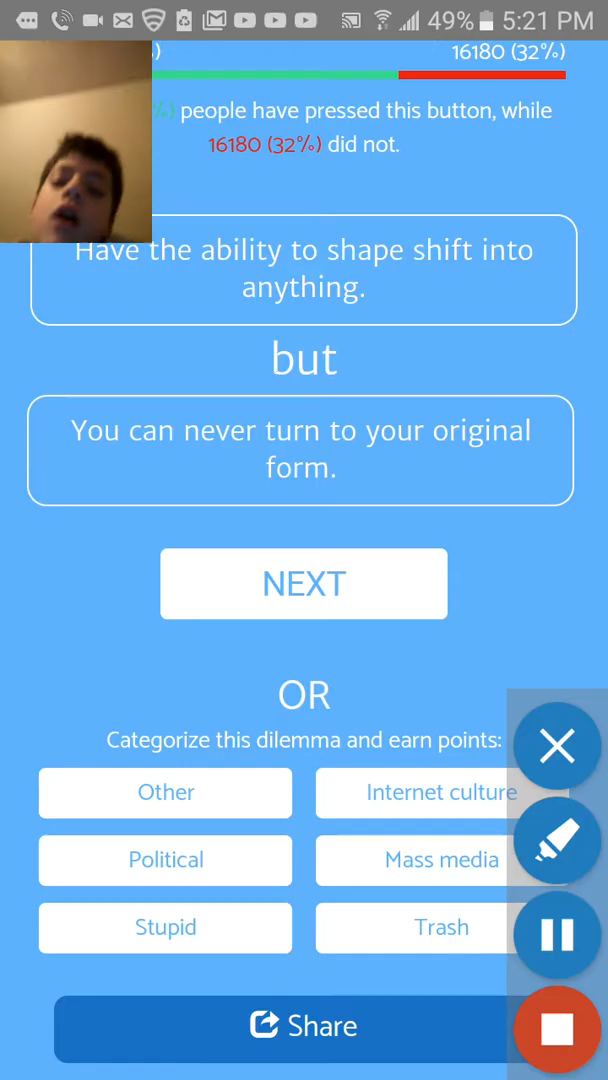 49% 5:21 PM
) 16180 (32%)
%) people have pressed this button, while
16180 (32%) did not.
Have the ability to shape shift into
anything.
but
You can never turn to your original
form.
NEXT
OR
Categorize this dilemma and earn points:
Other Internet culture
Political Mass media
Stupid Trash
Share